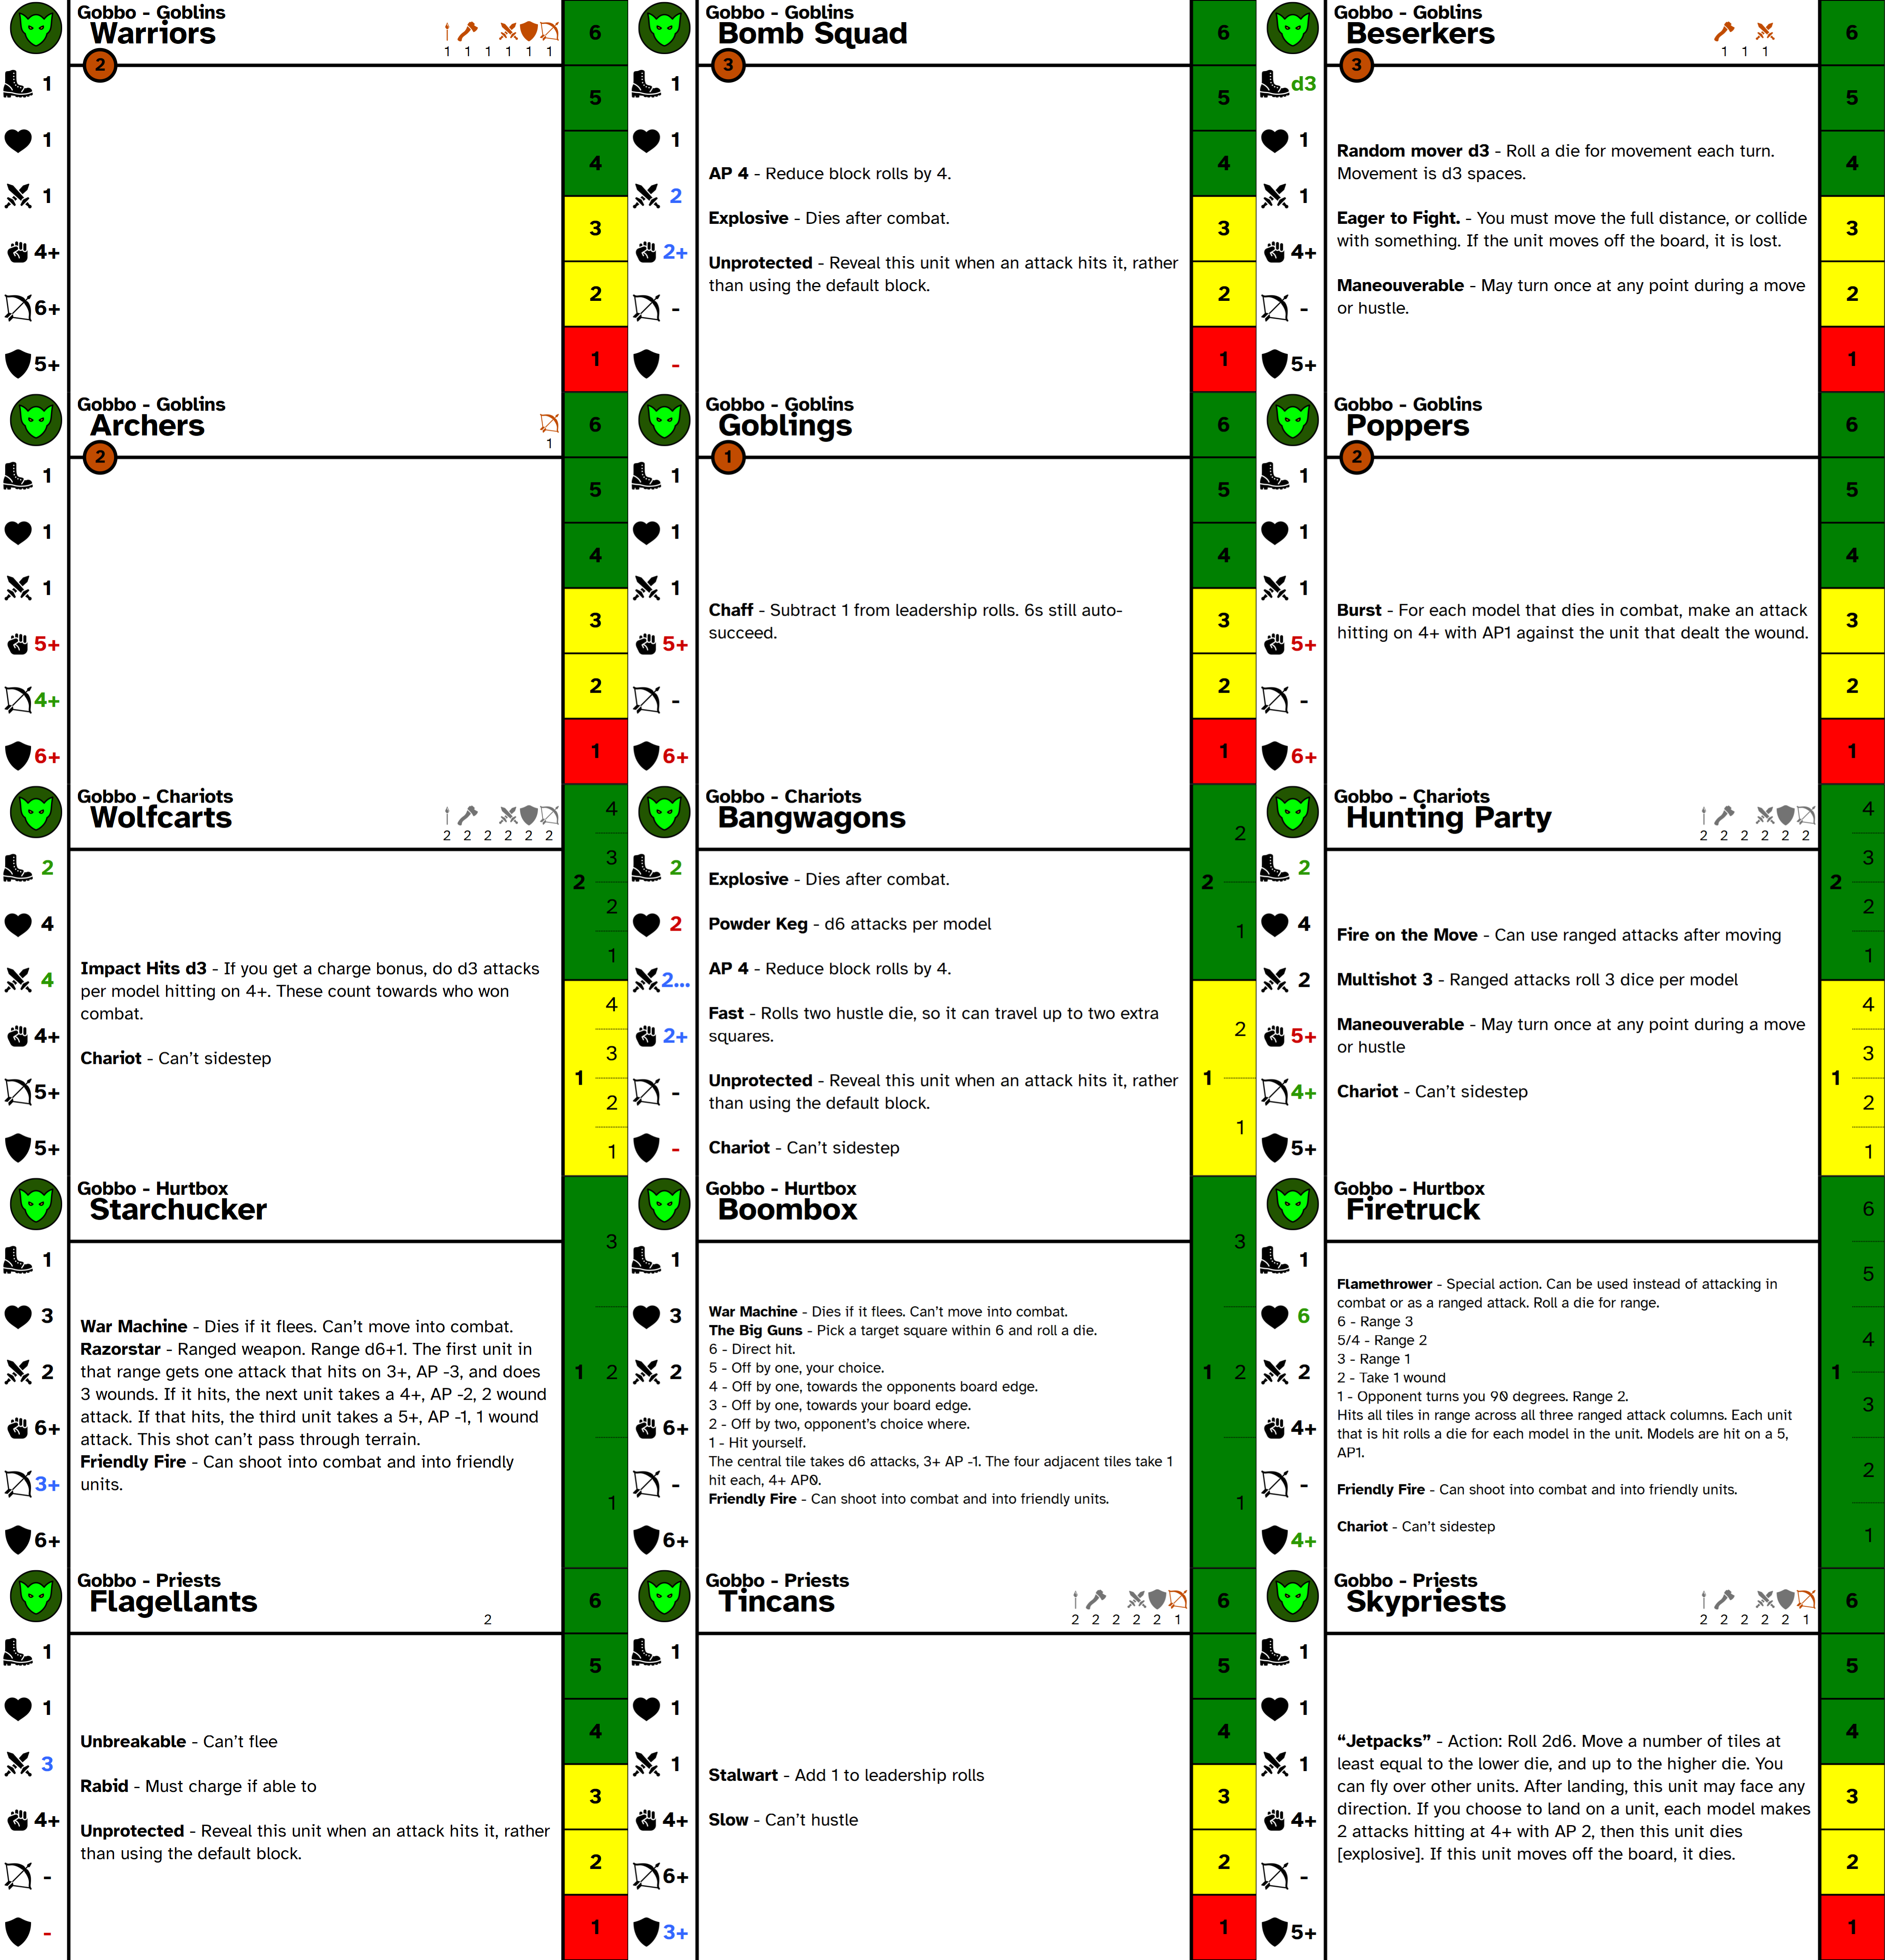 Gobbo - Goblins
Warriors
1 1 1 1 1 1
2
1
1
1
4+
6+
5+
6
5
4
3
2
1
Gobbo - Goblins
Bomb Squad
3
1
1
2
2+
-
-
AP 4 - Reduce block rolls by 4.
Explosive - Dies after combat.
Unprotected - Reveal this unit when an attack hits it, rather
than using the default block.
6
5
4
3
2
1
Gobbo - Goblins
Beserkers
1 1 1
3
d3
1
1
4+
-
5+
Random mover d3 - Roll a die for movement each turn.
Movement is d3 spaces.
Eager to Fight. - You must move the full distance, or collide
with something. If the unit moves off the board, it is lost.
Maneouverable - May turn once at any point during a move
or hustle.
6
5
4
3
2
1
Gobbo - Goblins
Archers
1
2
1
1
1
5+
4+
6+
6
5
4
3
2
1
Gobbo - Goblins
Goblings
1
1
1
1
5+
-
6+
Chaff - Subtract 1 from leadership rolls. 6s still auto-
succeed.
6
5
4
3
2
1
Gobbo - Goblins
Poppers
2
1
1
1
5+
-
6+
Burst - For each model that dies in combat, make an attack
hitting on 4+ with AP1 against the unit that dealt the wound.
6
5
4
3
2
1
Gobbo - Chariots
Wolfcarts
2 2 2 2 2 2
2
4
4
4+
5+
5+
Impact Hits d3 - If you get a charge bonus, do d3 attacks
per model hitting on 4+. These count towards who won
combat.
Chariot - Can't sidestep
2
4
3
2
1
1
4
3
2
1
Gobbo - Chariots
Bangwagons
2
2
2...
2+
-
-
Explosive - Dies after combat.
Powder Keg - d6 attacks per model
AP 4 - Reduce block rolls by 4.
Fast - Rolls two hustle die, so it can travel up to two extra
squares.
Unprotected - Reveal this unit when an attack hits it, rather
than using the default block.
Chariot - Can't sidestep
2
2
1
1
2
1
Gobbo - Chariots
Hunting Party
2 2 2 2 2 2
2
4
2
5+
4+
5+
Fire on the Move - Can use ranged attacks after moving
Multishot 3 - Ranged attacks roll 3 dice per model
Maneouverable - May turn once at any point during a move
or hustle
Chariot - Can't sidestep
2
4
3
2
1
1
4
3
2
1
Gobbo - Hurtbox
Starchucker
1
3
2
6+
3+
6+
War Machine - Dies if it flees. Can't move into combat.
Razorstar - Ranged weapon. Range d6+1. The first unit in
that range gets one attack that hits on 3+, AP -3, and does
3 wounds. If it hits, the next unit takes a 4+, AP -2, 2 wound
attack. If that hits, the third unit takes a 5+, AP -1, 1 wound
attack. This shot can't pass through terrain.
Friendly Fire - Can shoot into combat and into friendly
units.
1
3
2
1
Gobbo - Hurtbox
Boombox
1
3
2
6+
-
6+
War Machine - Dies if it flees. Can't move into combat.
The Big Guns - Pick a target square within 6 and roll a die.
6 - Direct hit.
5 - Off by one, your choice.
4 - Off by one, towards the opponents board edge.
3 - Off by one, towards your board edge.
2 - Off by two, opponent's choice where.
1 - Hit yourself.
The central tile takes d6 attacks, 3+ AP -1. The four adjacent tiles take 1
hit each, 4+ AP0.
Friendly Fire - Can shoot into combat and into friendly units.
1
3
2
1
Gobbo - Hurtbox
Firetruck
1
6
2
4+
-
4+
Flamethrower - Special action. Can be used instead of attacking in
combat or as a ranged attack. Roll a die for range.
6 - Range 3
5/4 - Range 2
3 - Range 1
2 - Take 1 wound
1 - Opponent turns you 90 degrees. Range 2.
Hits all tiles in range across all three ranged attack columns. Each unit
that is hit rolls a die for each model in the unit. Models are hit on a 5,
AP1.
Friendly Fire - Can shoot into combat and into friendly units.
Chariot - Can't sidestep
1
6
5
4
3
2
1
Gobbo - Priests
Flagellants
2
1
1
3
4+
-
-
Unbreakable - Can't flee
Rabid - Must charge if able to
Unprotected - Reveal this unit when an attack hits it, rather
than using the default block.
6
5
4
3
2
1
Gobbo - Priests
Tincans
2 2 2 2 2 1
1
1
1
4+
6+
3+
Stalwart - Add 1 to leadership rolls
Slow - Can't hustle
6
5
4
3
2
1
Gobbo - Priests
Skypriests
2 2 2 2 2 1
1
1
1
4+
-
5+
“Jetpacks” - Action: Roll 2d6. Move a number of tiles at
least equal to the lower die, and up to the higher die. You
can fly over other units. After landing, this unit may face any
direction. If you choose to land on a unit, each model makes
2 attacks hitting at 4+ with AP 2, then this unit dies
[explosive]. If this unit moves off the board, it dies.
6
5
4
3
2
1